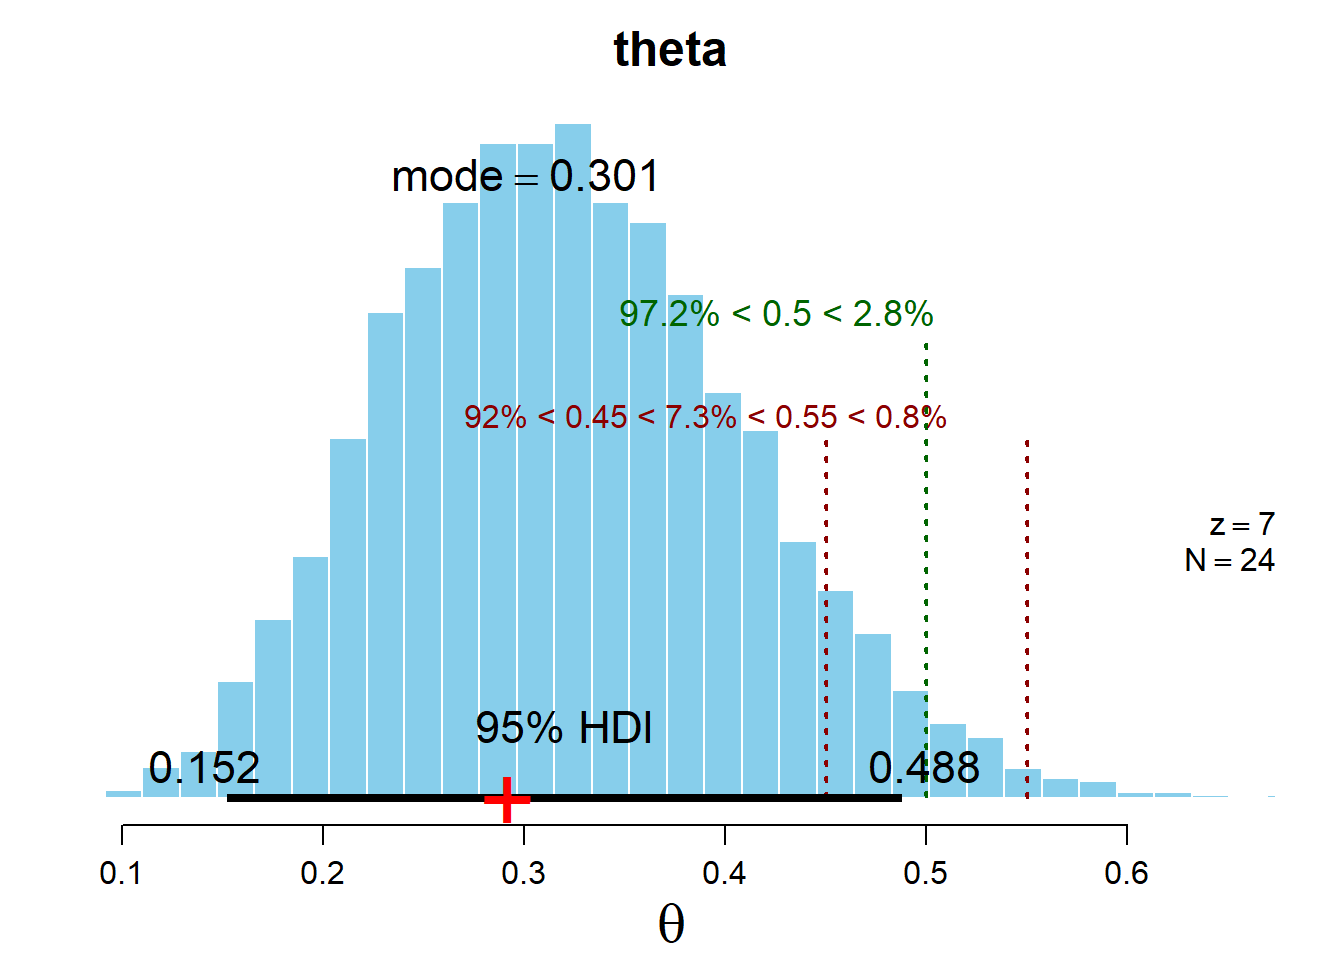 theta
mode = 0.301
97.2% < 0.5 < 2.8%
92% < 0.45 < 7.3% < 0.55 < 0.8%
z = 7
N = 24
95% HDI
0.152 0.488
0.1 0.2 0.3 0.4 0.5 0.6
θ